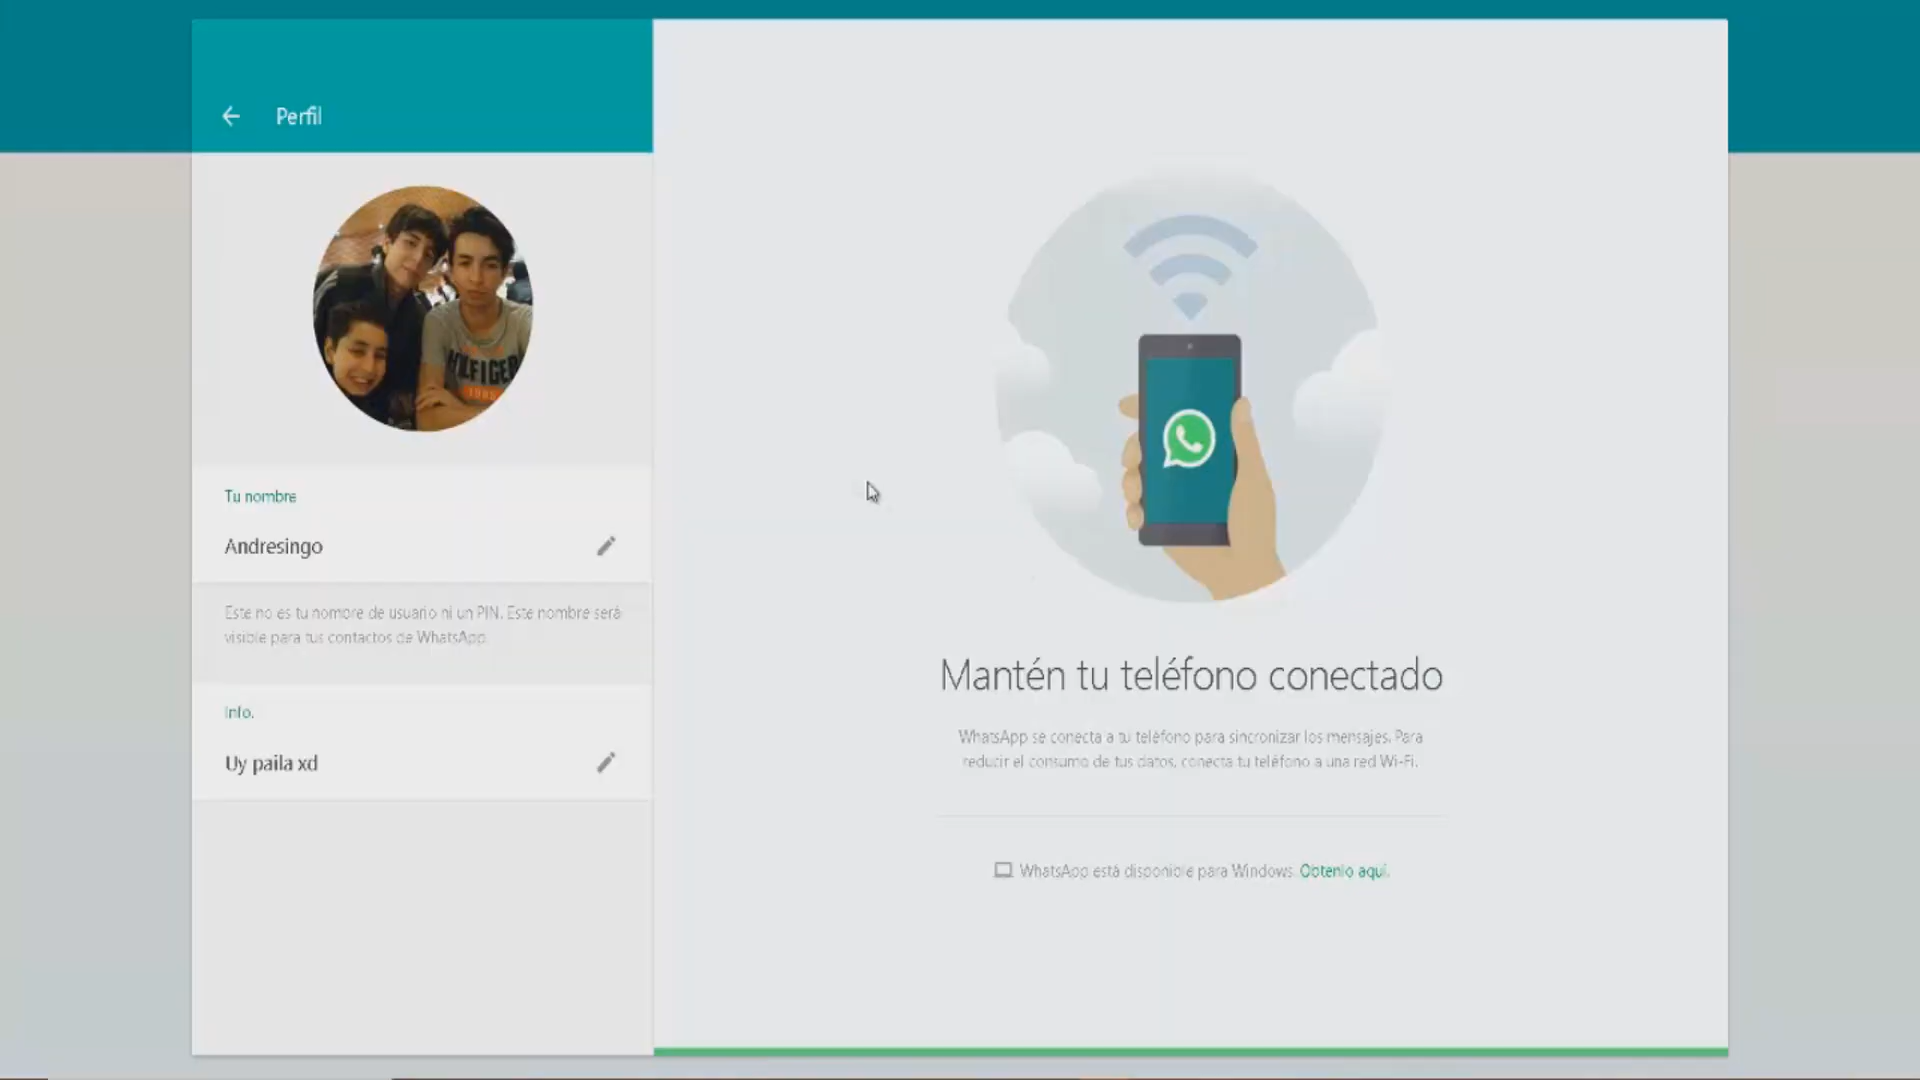 Perfil
HILFIGER
1985
Tu nombre
Andresingo
Este no es tu nombre de usuario ni un PIN. Este nombre será
visible para tus contactos de WhatsApp.
Info.
Uy paila xd
Mantén tu teléfono conectado
WhatsApp se conecta a tu teléfono para sincronizar los mensajes. Para
reducir el consumo de tus datos, conecta tu teléfono a una red Wi-Fi.
WhatsApp está disponible para Windows. Obtenlo aquí.